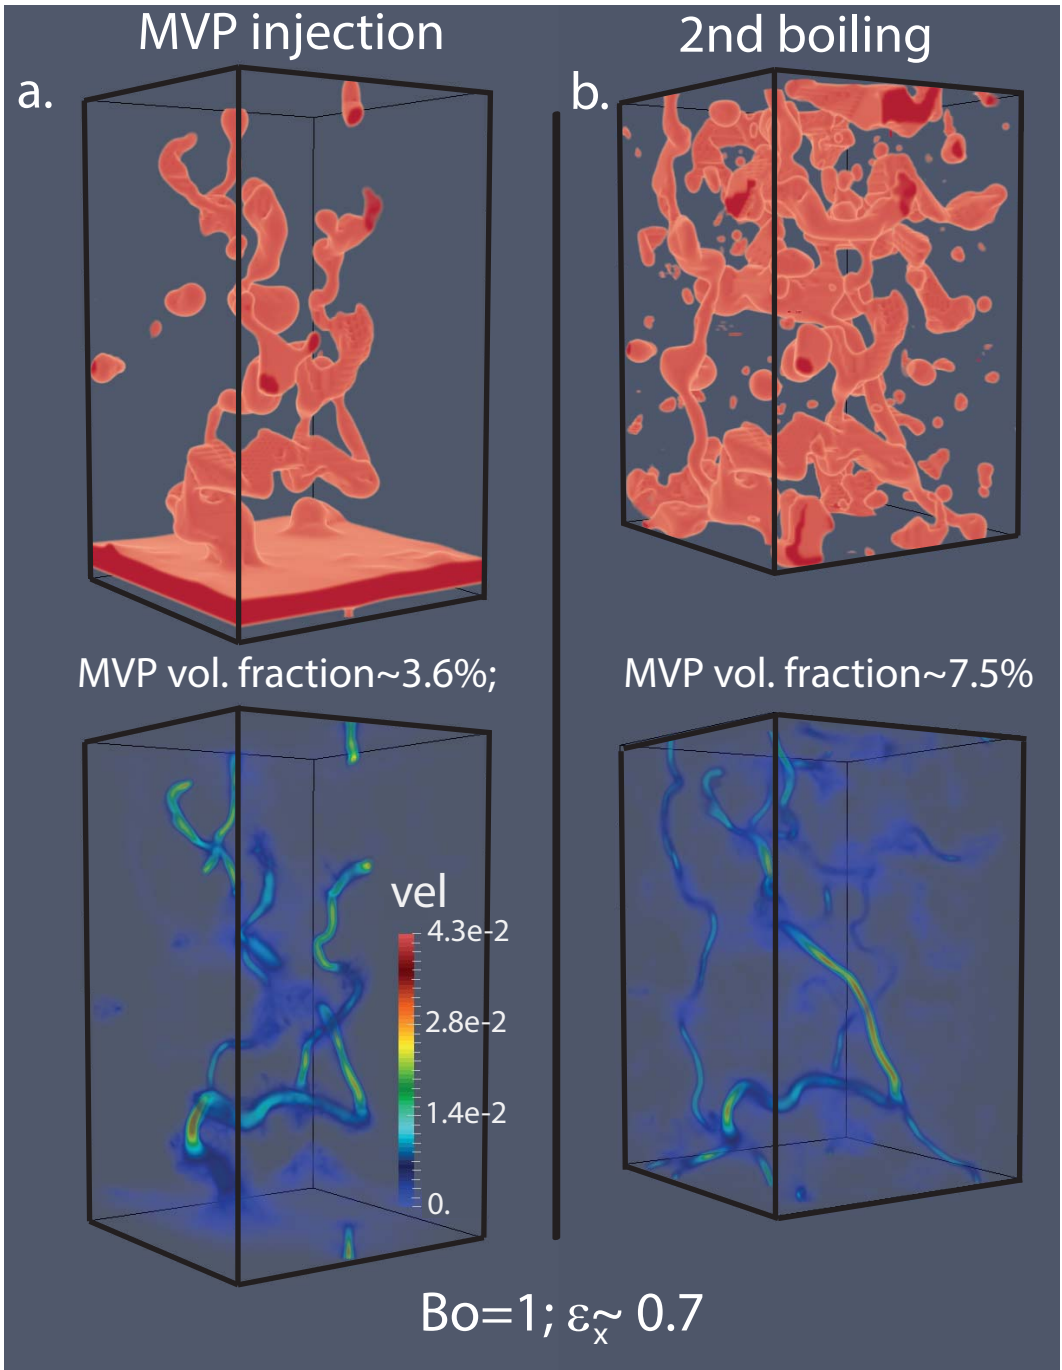 MVP injection
2nd boiling
a.
b.
MVP vol. fraction~3.6%;
MVP vol. fraction~7.5%
vel
4.3e-2
2.8e-2
1.4e-2
0.
Bo=1; εx~ 0.7